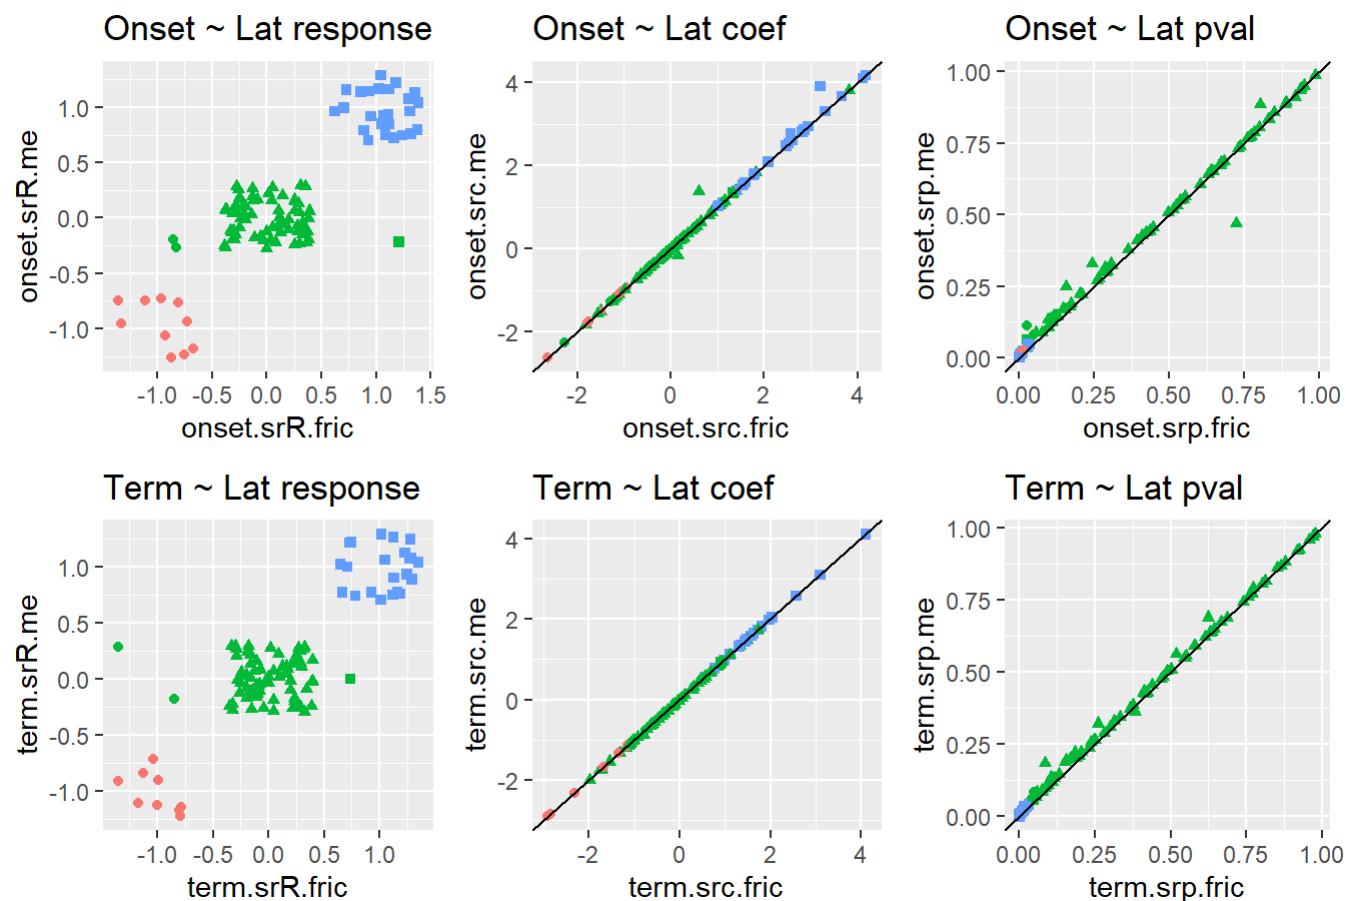 Onset ~ Lat response
onset.srR.me
1.0
0.5
0.0
-0.5
-1.0
-1.0 -0.5 0.0 0.5 1.0 1.5
onset.srR.fric
Onset ~ Lat coef
onset.src.me
4
2
0
-2
-2 0 2 4
onset.src.fric
Onset ~ Lat pval
onset.srp.me
1.00
0.75
0.50
0.25
0.00
0.00 0.25 0.50 0.75 1.00
onset.srp.fric
Term ~ Lat response
term.srR.me
1.0
0.5
0.0
-0.5
-1.0
-1.0 -0.5 0.0 0.5 1.0
term.srR.fric
Term ~ Lat coef
term.src.me
4
2
0
-2
-2 0 2 4
term.src.fric
Term ~ Lat pval
term.srp.me
1.00
0.75
0.50
0.25
0.00
0.00 0.25 0.50 0.75 1.00
term.srp.fric